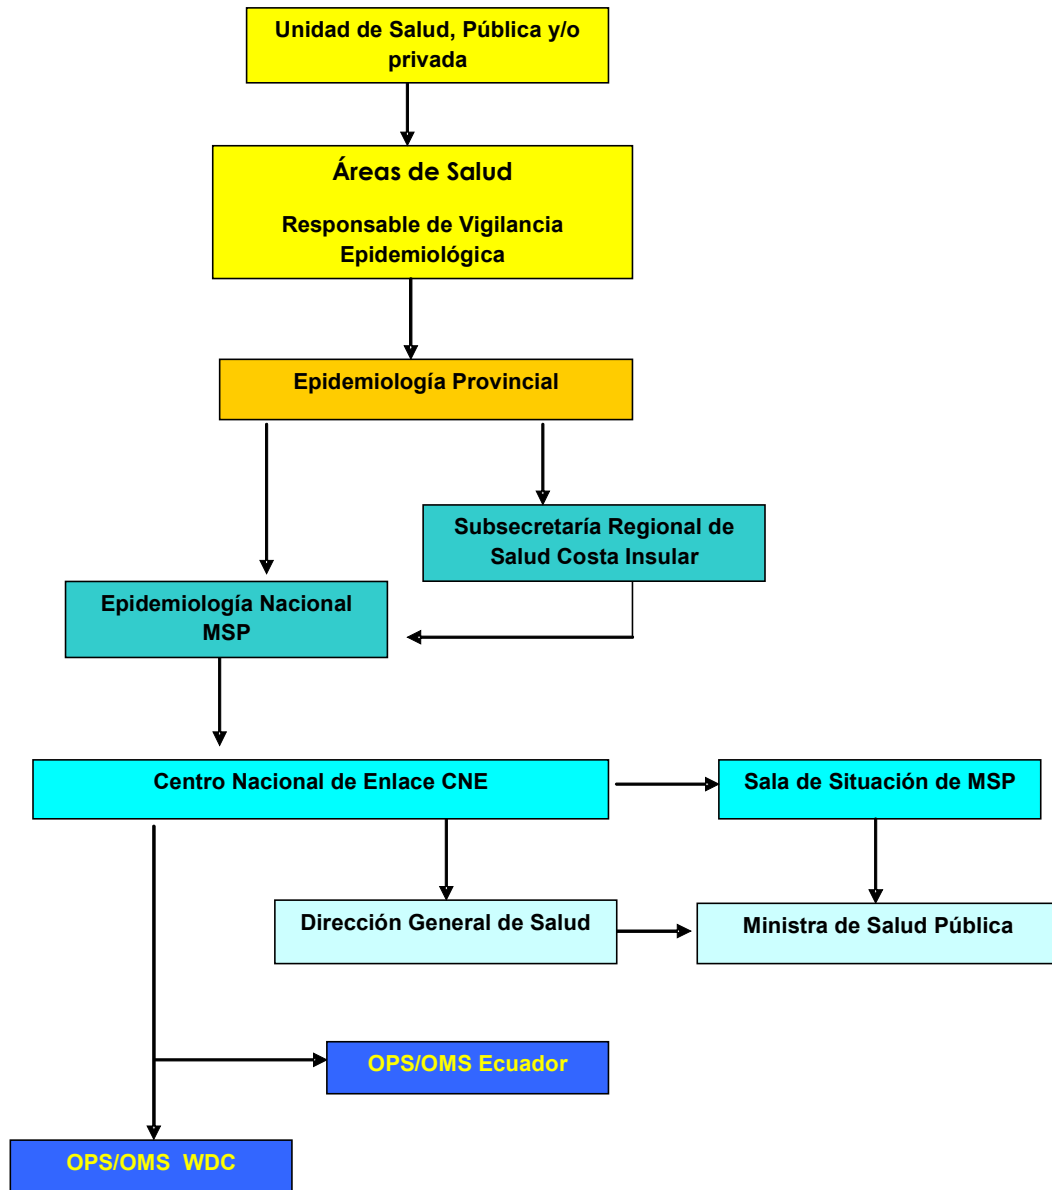 Unidad de Salud, Pública y/o
privada
Áreas de Salud
Responsable de Vigilancia
Epidemiológica
Epidemiología Provincial
Subsecretaría Regional de
Salud Costa Insular
Epidemiología Nacional
MSP
Centro Nacional de Enlace CNE
Sala de Situación de MSP
Dirección General de Salud
Ministra de Salud Pública
OPS/OMS Ecuador
OPS/OMS  WDC